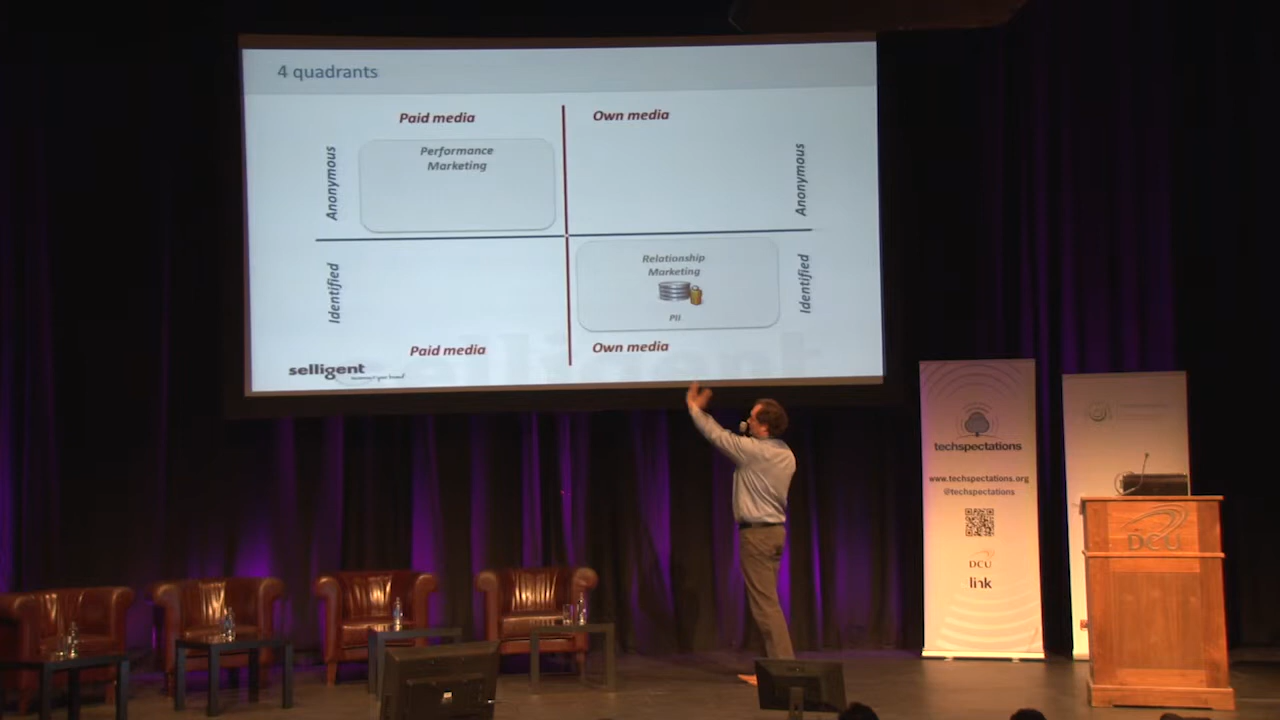 4 quadrants
Paid media
Own media
Anonymous
Performance
Marketing
Anonymous
Identified
Relationship
Marketing
PII
Identified
Paid media
Own media
selligent
techspectations
www.techspectations.org
@techspectations
DCU
link
DCU